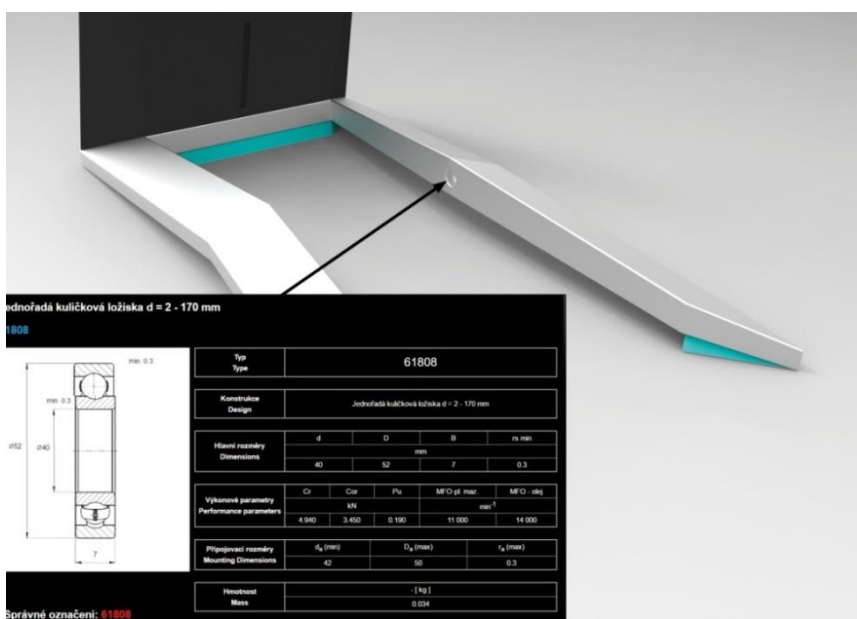 ednořadá kuličková ložiska d = 2 - 170 mm
1808
min. 0.3
min. 0.3
ø52
ø40
7
Typ
Type
61808
Konstrukce
Design
Jednořadá kuličková ložiska d = 2 - 170 mm
Hlavní rozměry
Dimensions
d D B rs min
mm
40 52 7 0.3
Výkonové parametry
Performance parameters
Cr Cor Pu MFO-pl. maz. MFO - olej
kN min-1
4.940 3.450 0.190 11 000 14 000
Připojovací rozměry
Mounting Dimensions
da (min) Da (max) ra (max)
42 50 0.3
Hmotnost
Mass
- [ kg ]
0.034
Správné označení: 61808